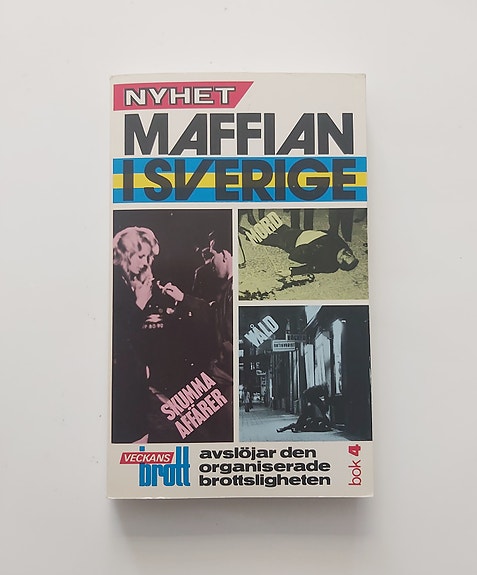 NYHET
MAFFIAN
I SVERIGE
MORD
VÅLD
SKUMMA
AFFÄRER
VECKANS
brott
avslöjar den
organiserade
brottsligheten
bok 4